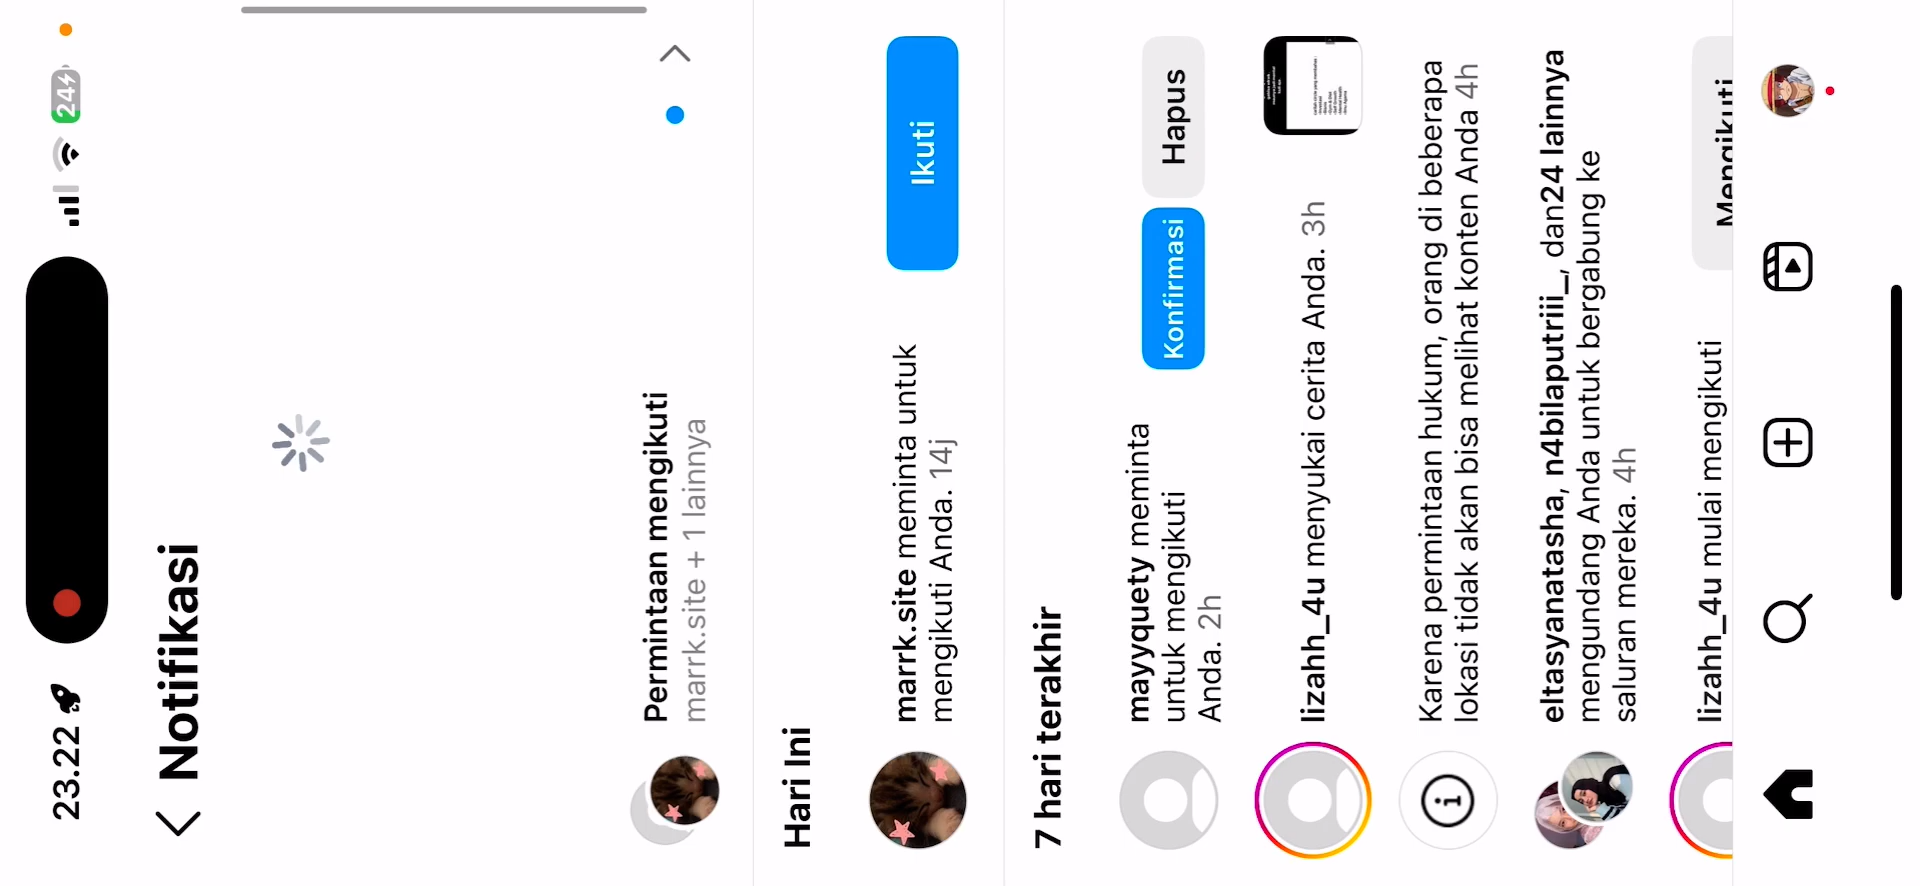 23.22
24
Notifikasi
Permintaan mengikuti
marrk.site + 1 lainnya
Hari Ini
marrk.site meminta untuk
mengikuti Anda. 14j
Ikuti
7 hari terakhir
mayyquety meminta
untuk mengikuti
Anda. 2h
Konfirmasi
Hapus
lizahh_4u menyukai cerita Anda. 3h
Karena permintaan hukum, orang di beberapa
lokasi tidak akan bisa melihat konten Anda 4h
eltasyanatasha, n4bilaputriii_, dan24 lainnya
mengundang Anda untuk bergabung ke
saluran mereka. 4h
lizahh_4u mulai mengikuti
Mengikuti